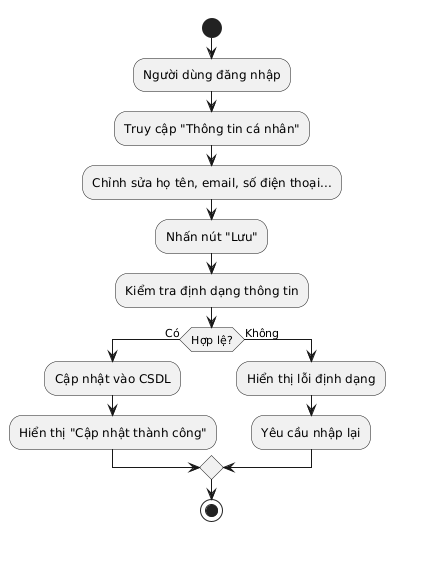 Người dùng đăng nhập
Truy cập "Thông tin cá nhân"
Chỉnh sửa họ tên, email, số điện thoại...
Nhấn nút "Lưu"
Kiểm tra định dạng thông tin
Có
Hợp lệ?
Không
Cập nhật vào CSDL
Hiển thị lỗi định dạng
Hiển thị "Cập nhật thành công"
Yêu cầu nhập lại